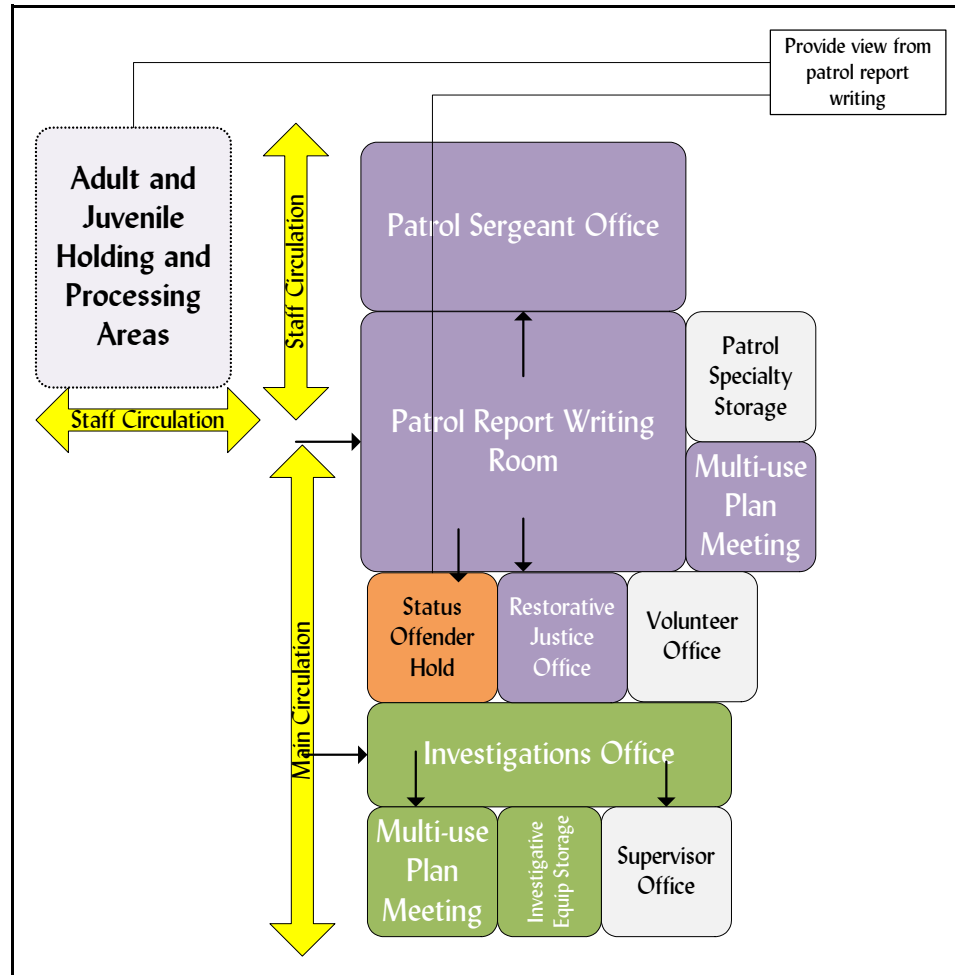 Provide view from
patrol report
writing
Adult and
Juvenile
Holding and
Processing
Areas
Staff Circulation
Patrol Sergeant Office
Staff Circulation
Patrol Report Writing
Room
Patrol
Specialty
Storage
Multi-use
Plan
Meeting
Status
Offender
Hold
Restorative
Justice
Office
Volunteer
Office
Main Circulation
Investigations Office
Multi-use
Plan
Meeting
Investigative
Equip Storage
Supervisor
Office